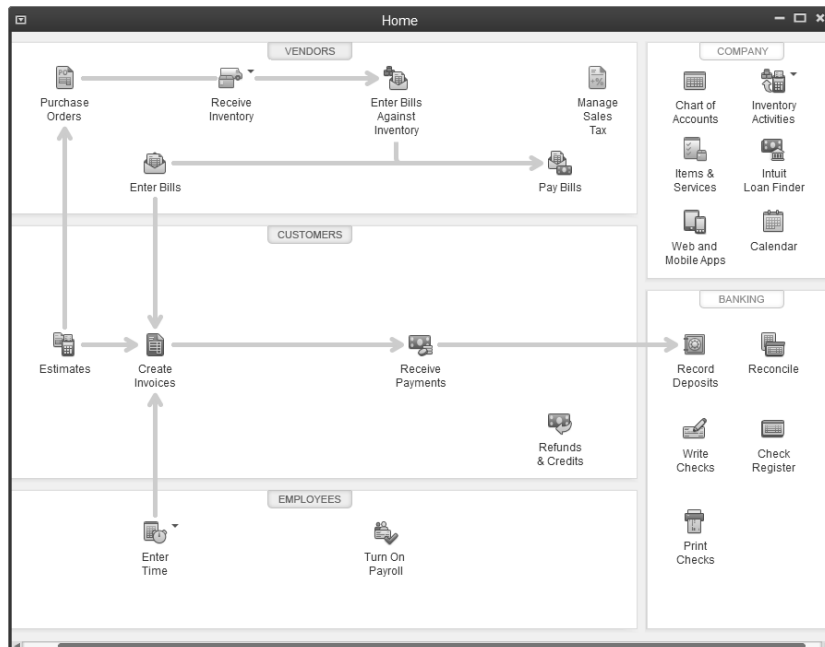 Home
VENDORS
Purchase
Orders
Receive
Inventory
Enter Bills
Against
Inventory
Manage
Sales
Tax
Enter Bills
Pay Bills
CUSTOMERS
Estimates
Create
Invoices
Receive
Payments
Refunds
& Credits
EMPLOYEES
Enter
Time
Turn On
Payroll
COMPANY
Chart of
Accounts
Inventory
Activities
Items &
Services
Intuit
Loan Finder
Web and
Mobile Apps
Calendar
BANKING
Record
Deposits
Reconcile
Write
Checks
Check
Register
Print
Checks